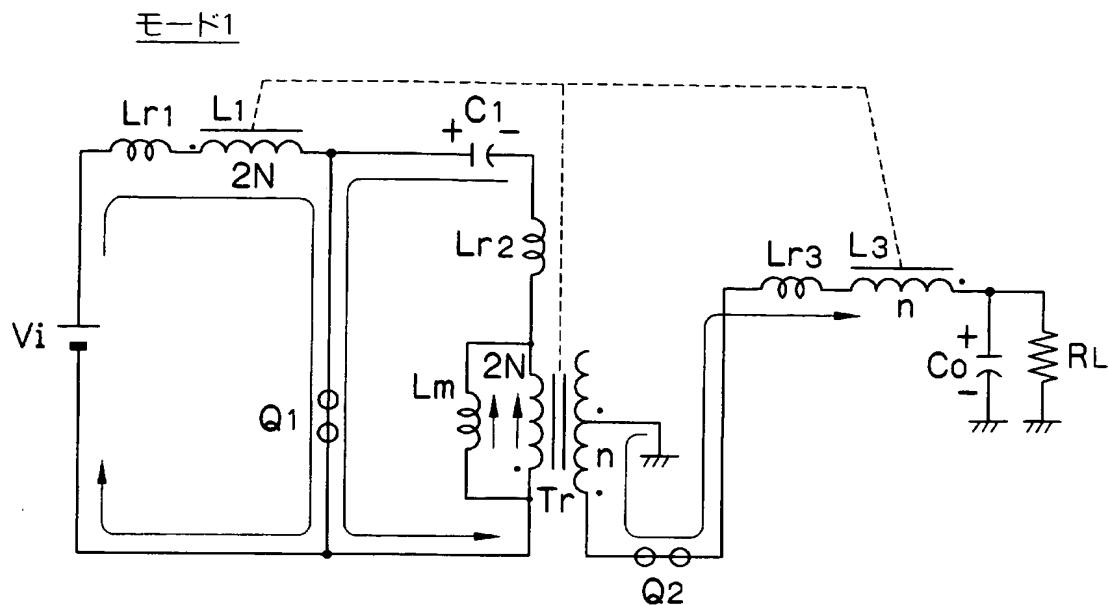 モード1
Lr1
L1
2N
+ C1 -
Lr2
Lr3
L3
n
Vi
Q1
Lm
2N
Tr
n
Q2
+
Co
-
RL